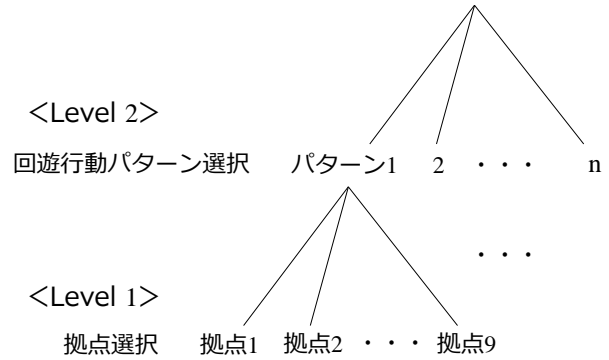 <Level 2>
回遊行動パターン選択 パターン1 2 ・・・ n
・・・
<Level 1>
拠点選択 拠点1 拠点2 ・・・ 拠点9